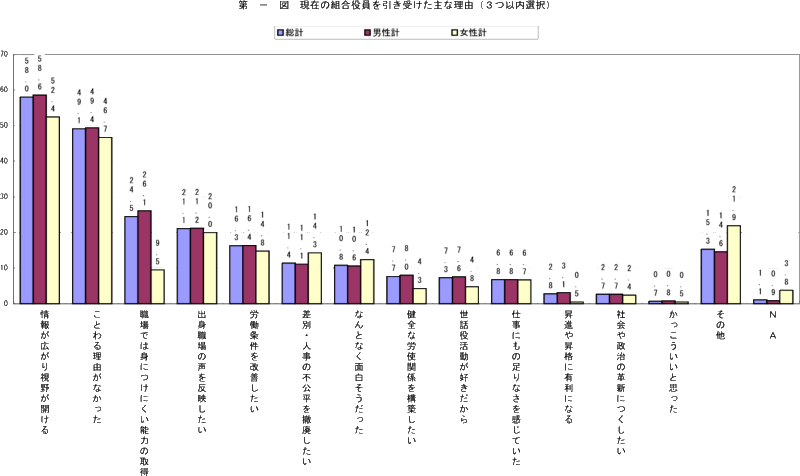 第 － 図 現在の組合役員を引き受けた主な理由（３つ以内選択）
総計 男性計 女性計
70
60
50
40
30
20
10
0
58.0 58.6 52.4
49.1 49.4 46.7
24.5 26.1 9.5
21.1 21.2 20.0
16.3 16.4 14.8
11.4 11.1 14.3
10.8 10.6 12.4
7.7 8.0 4.3
7.3 7.6 4.8
6.8 6.8 6.7
2.8 3.1 0.5
2.7 2.7 2.4
0.7 0.8 0.5
15.3 14.6 21.9
1.1 0.9 3.8
情報が広がり視野が開ける
ことわる理由がなかった
職場では身につけにくい能力の取得
出身職場の声を反映したい
労働条件を改善したい
差別・人事の不公平を撤廃したい
なんとなく面白そうだった
健全な労使関係を構築したい
世話役活動が好きだから
仕事にもの足りなさを感じていた
昇進や昇格に有利になる
社会や政治の革新につくしたい
かっこういいと思った
その他
ＮＡ